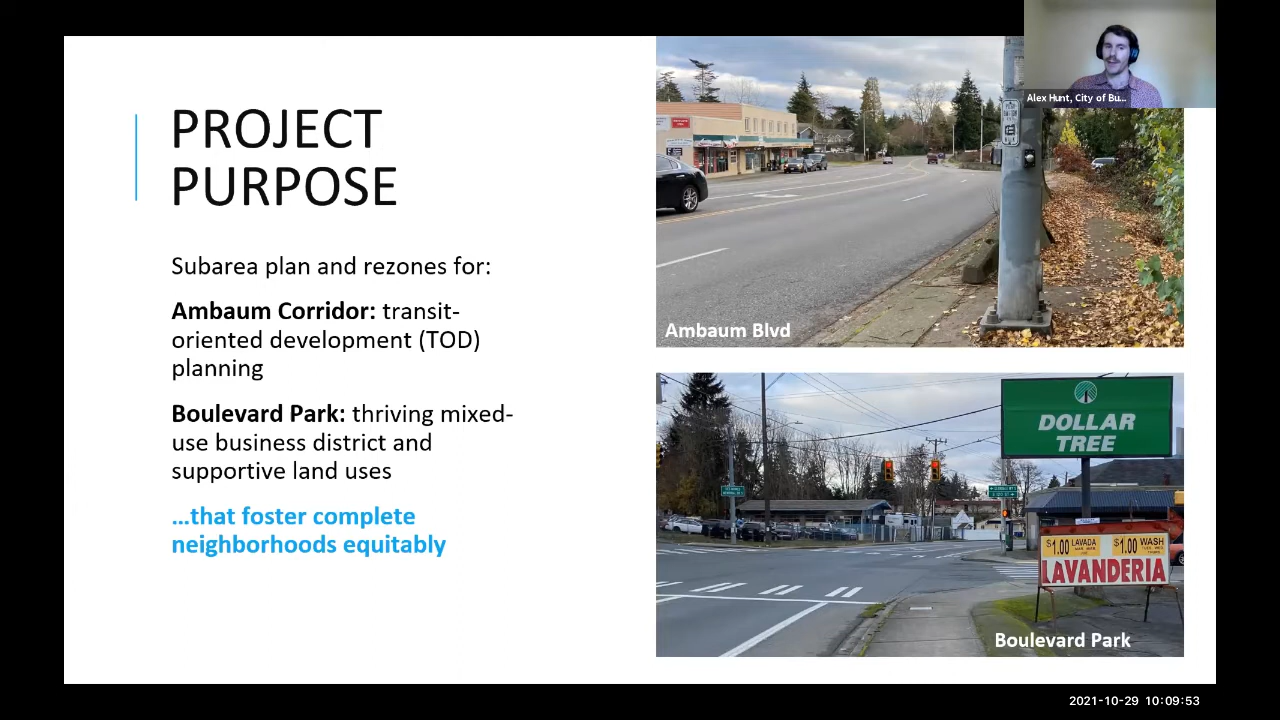 PROJECT
PURPOSE
Subarea plan and rezones for:
Ambaum Corridor: transit-
oriented development (TOD)
planning
Boulevard Park: thriving mixed-
use business district and
supportive land uses
…that foster complete
neighborhoods equitably
Alex Hunt, City of Bu...
Ambaum Blvd
DOLLAR
TREE
$1.00 LAVADA $1.00 WASH
LAVANDERIA
Boulevard Park
2021-10-29 10:09:53